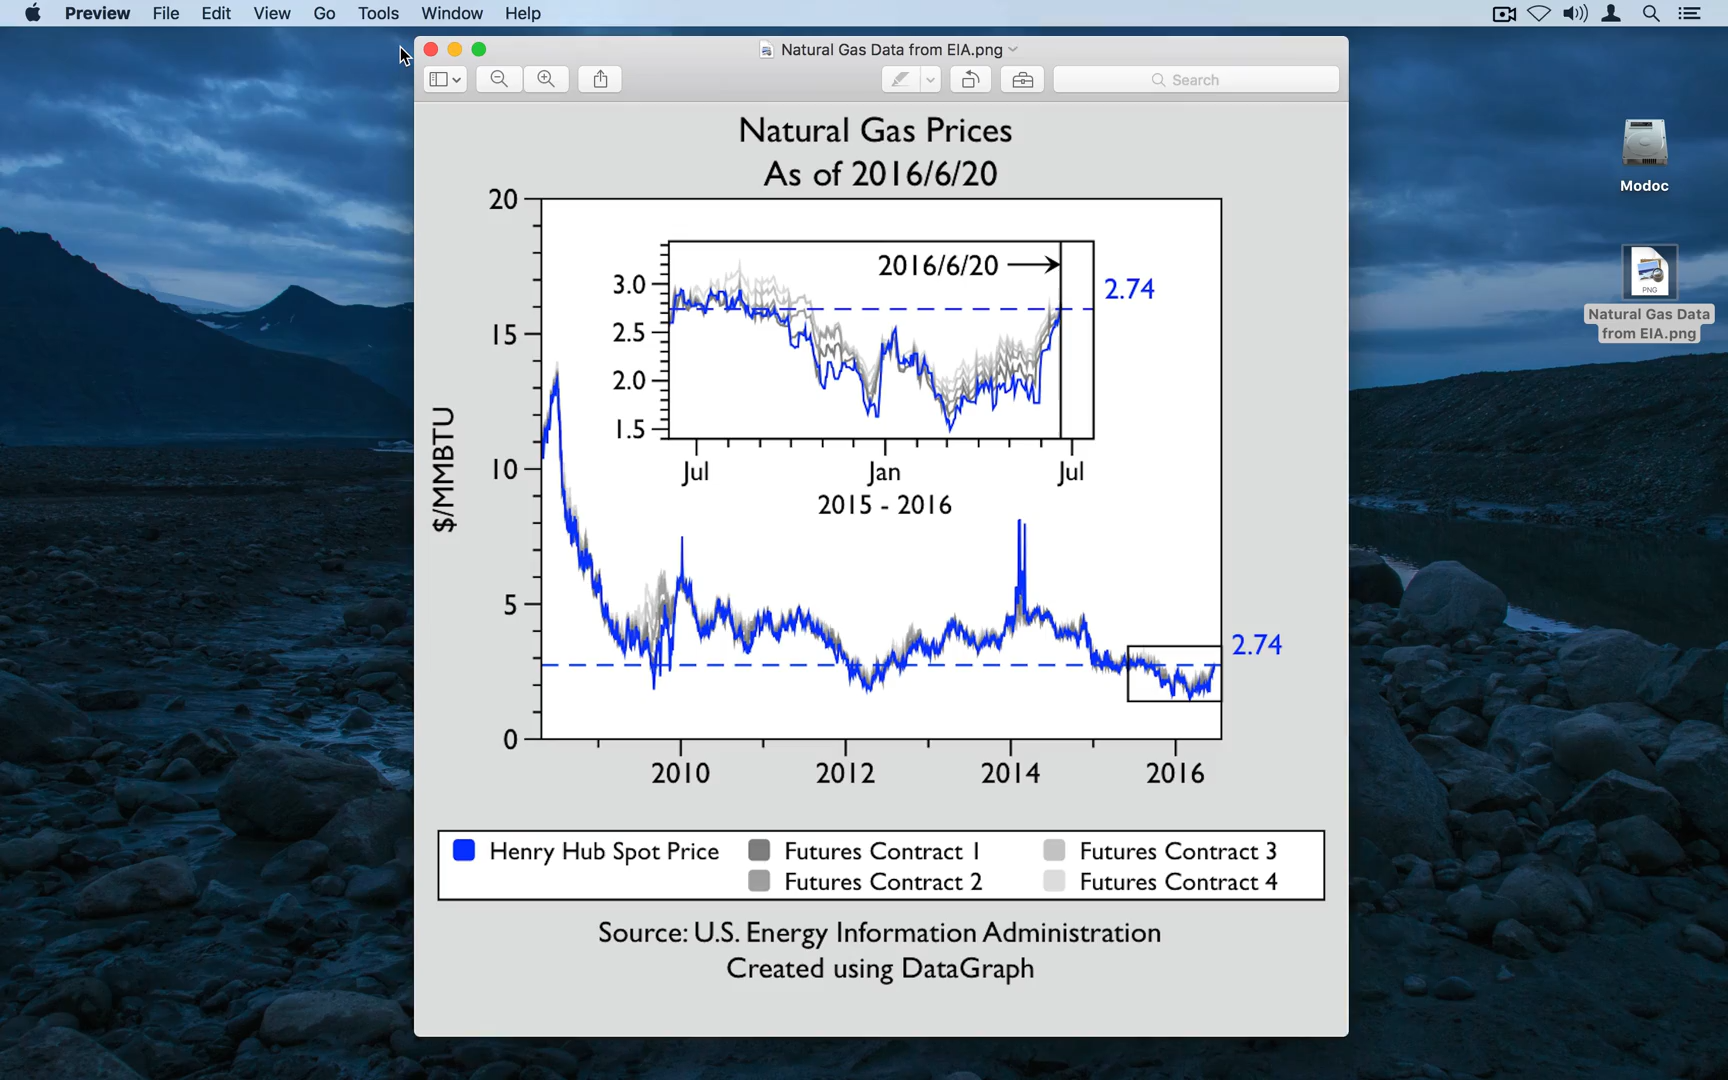 Preview File Edit View Go Tools Window Help
Natural Gas Data from EIA.png
Search
Natural Gas Prices
As of 2016/6/20
20
15
10
5
0
$/MMBTU
2016/6/20
3.0
2.5
2.0
1.5
2.74
Jul Jan Jul
2015 - 2016
2.74
2010 2012 2014 2016
Henry Hub Spot Price Futures Contract 1 Futures Contract 3
Futures Contract 2 Futures Contract 4
Source: U.S. Energy Information Administration
Created using DataGraph
Modoc
PNG
Natural Gas Data
from EIA.png